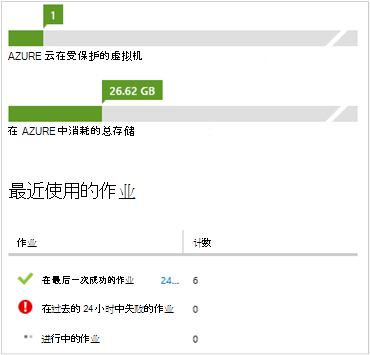 1
AZURE 云在受保护的虚拟机
26.62 GB
在 AZURE 中消耗的总存储
最近使用的作业
作业 计数
在最后一次成功的作业 24... 6
在过去的 24 小时中失败的作业 0
进行中的作业 0